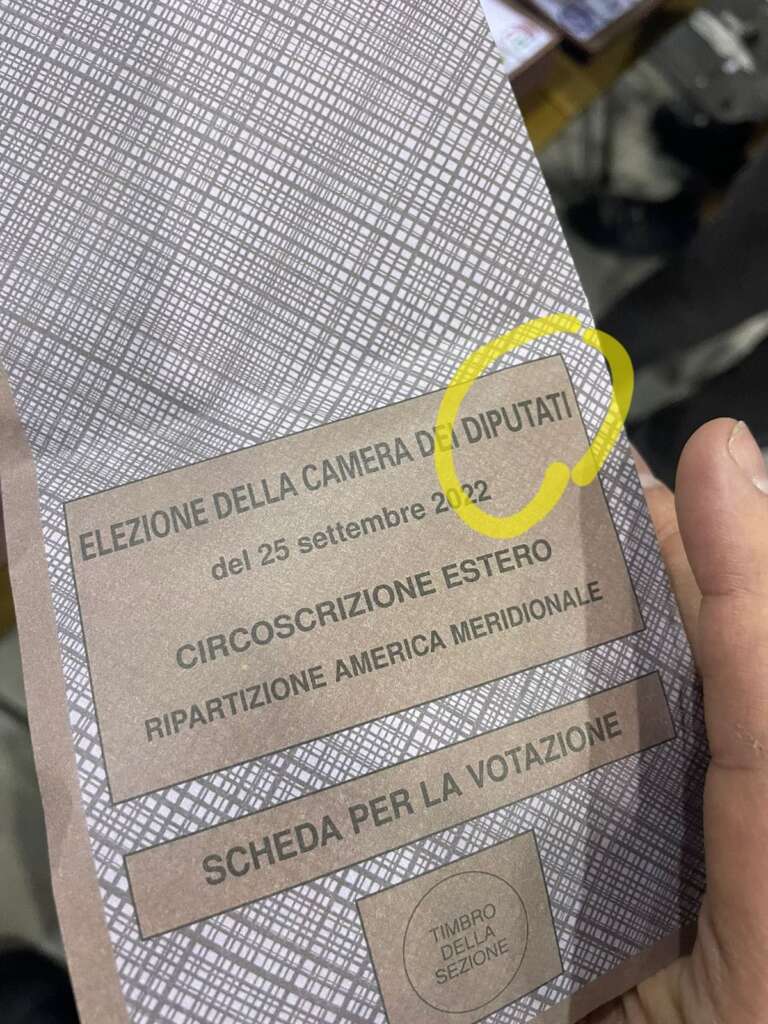 ELEZIONE DELLA CAMERA DEI DIPUTATI
del 25 settembre 2022
CIRCOSCRIZIONE ESTERO
RIPARTIZIONE AMERICA MERIDIONALE
SCHEDA PER LA VOTAZIONE
TIMBRO
DELLA
SEZIONE